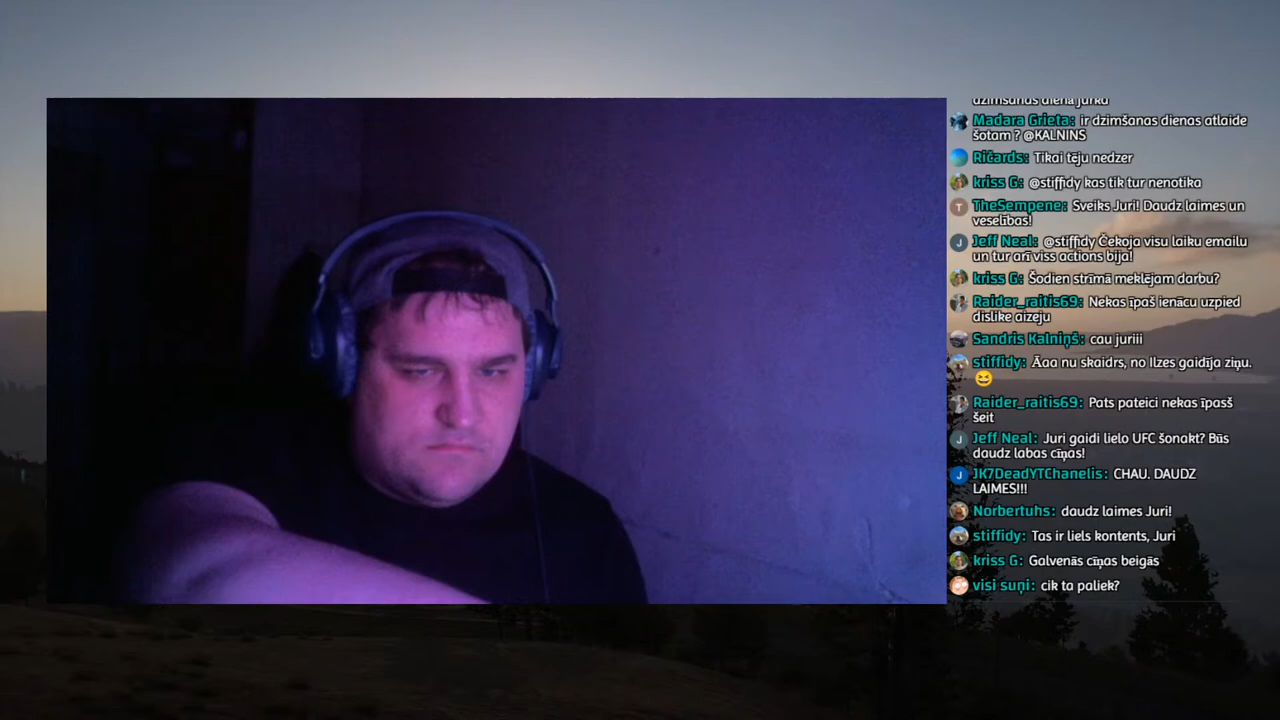 dzimšanas dienā jurka
Madara Grieta: ir dzimšanas dienas atlaide
šotam ? @KALNINS
Ričards: Tikai tēju nedzer
kriss G: @stiffidy kas tik tur nenotika
T TheSempene: Sveiks Juri! Daudz laimes un
veselības!
J Jeff Neal: @stiffidy Čekoja visu laiku emailu
un tur arī viss actions bija!
kriss G: Šodien strīmā meklējam darbu?
Raider_raitis69: Nekas īpaš ienācu uzpied
dislike aizeju
Sandris Kalniņš: cau juriii
stiffidy: Āaa nu skaidrs, no Ilzes gaidīja ziņu.
😆
Raider_raitis69: Pats pateici nekas īpašs
šeit
J Jeff Neal: Juri gaidi lielo UFC šonakt? Būs
daudz labas cīņas!
J JK7DeadYTChanelis: CHAU. DAUDZ
LAIMES!!!
Norbertuhs: daudz laimes Juri!
stiffidy: Tas ir liels kontents, Juri
kriss G: Galvenās cīņas beigās
visi suņi: cik ta paliek?